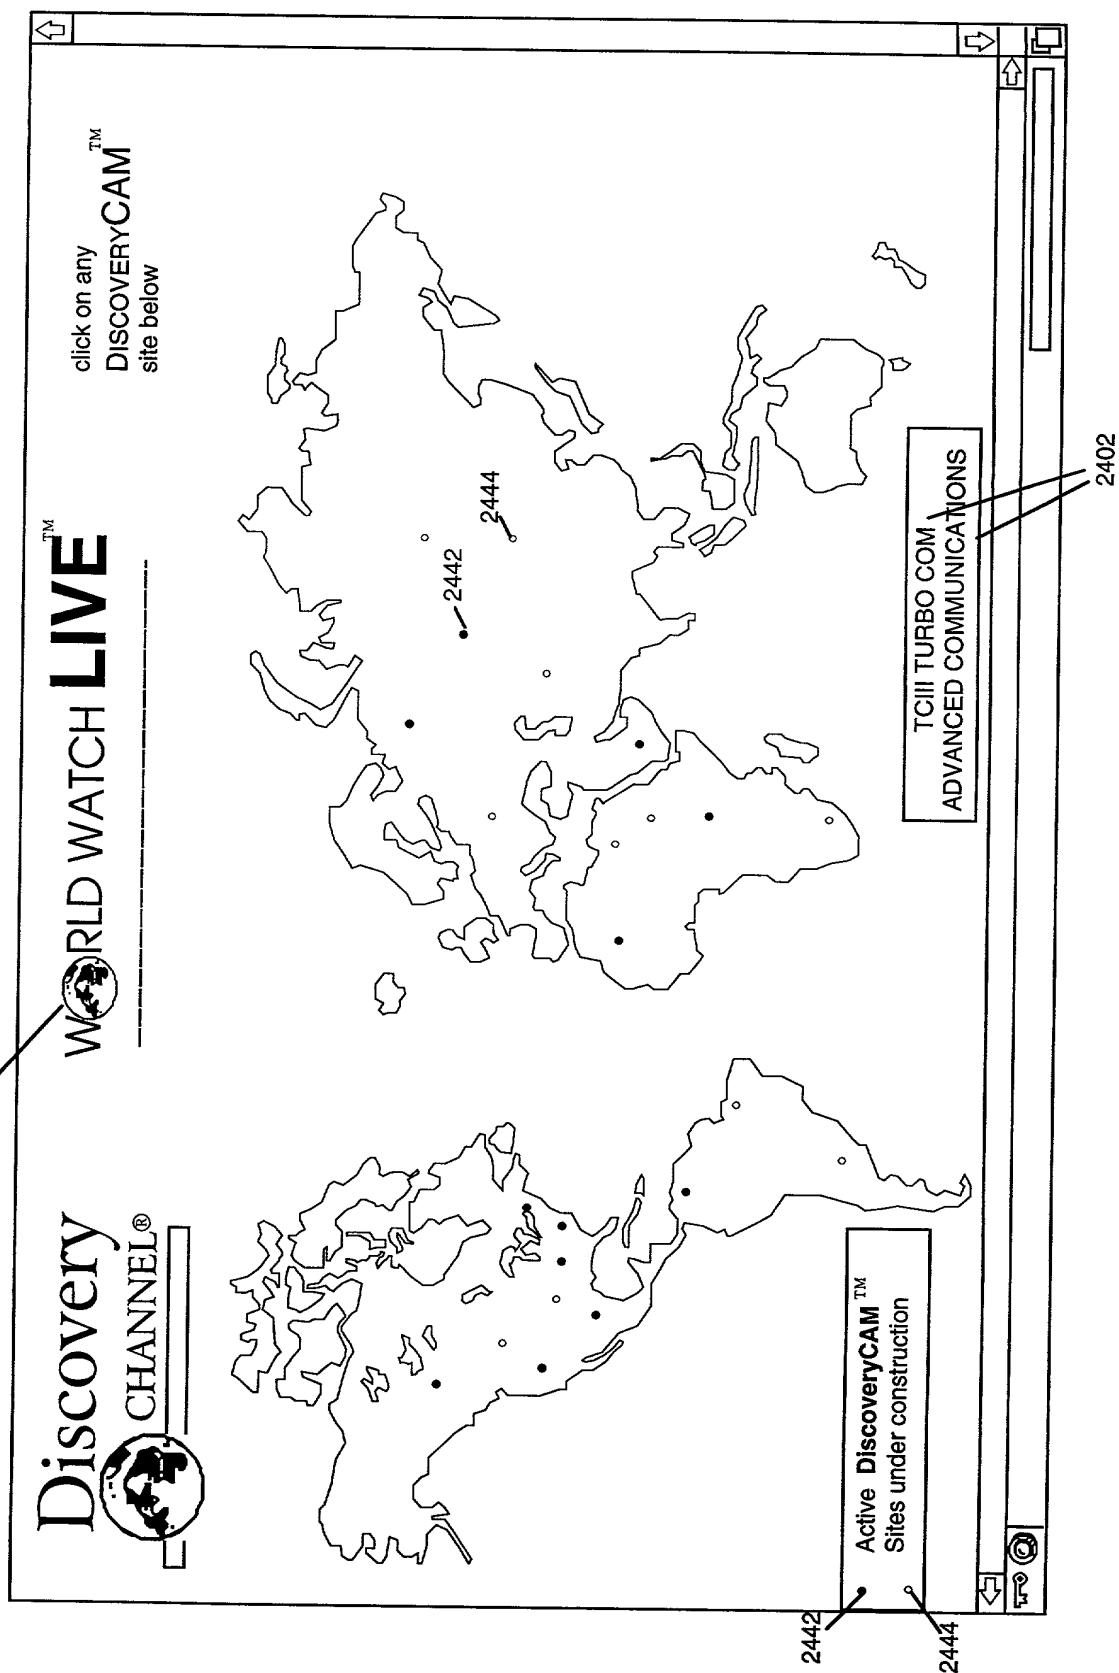 Discovery
CHANNEL®
WORLD WATCH LIVE™
click on any
DISCOVERYCAM™
site below
2442
2444
2442 Active DiscoveryCAM™
2444 Sites under construction
TCIII TURBO COM
ADVANCED COMMUNICATIONS
2402